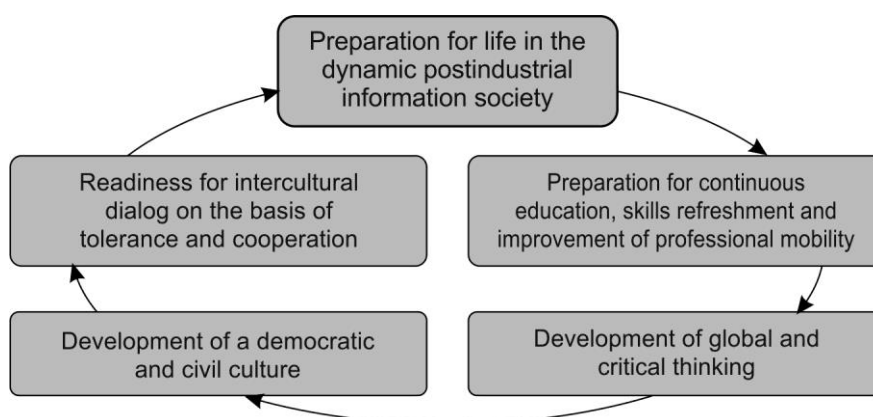 Preparation for life in the
dynamic postindustrial
information society
Readiness for intercultural
dialog on the basis of
tolerance and cooperation
Preparation for continuous
education, skills refreshment and
improvement of professional mobility
Development of a democratic
and civil culture
Development of global and
critical thinking